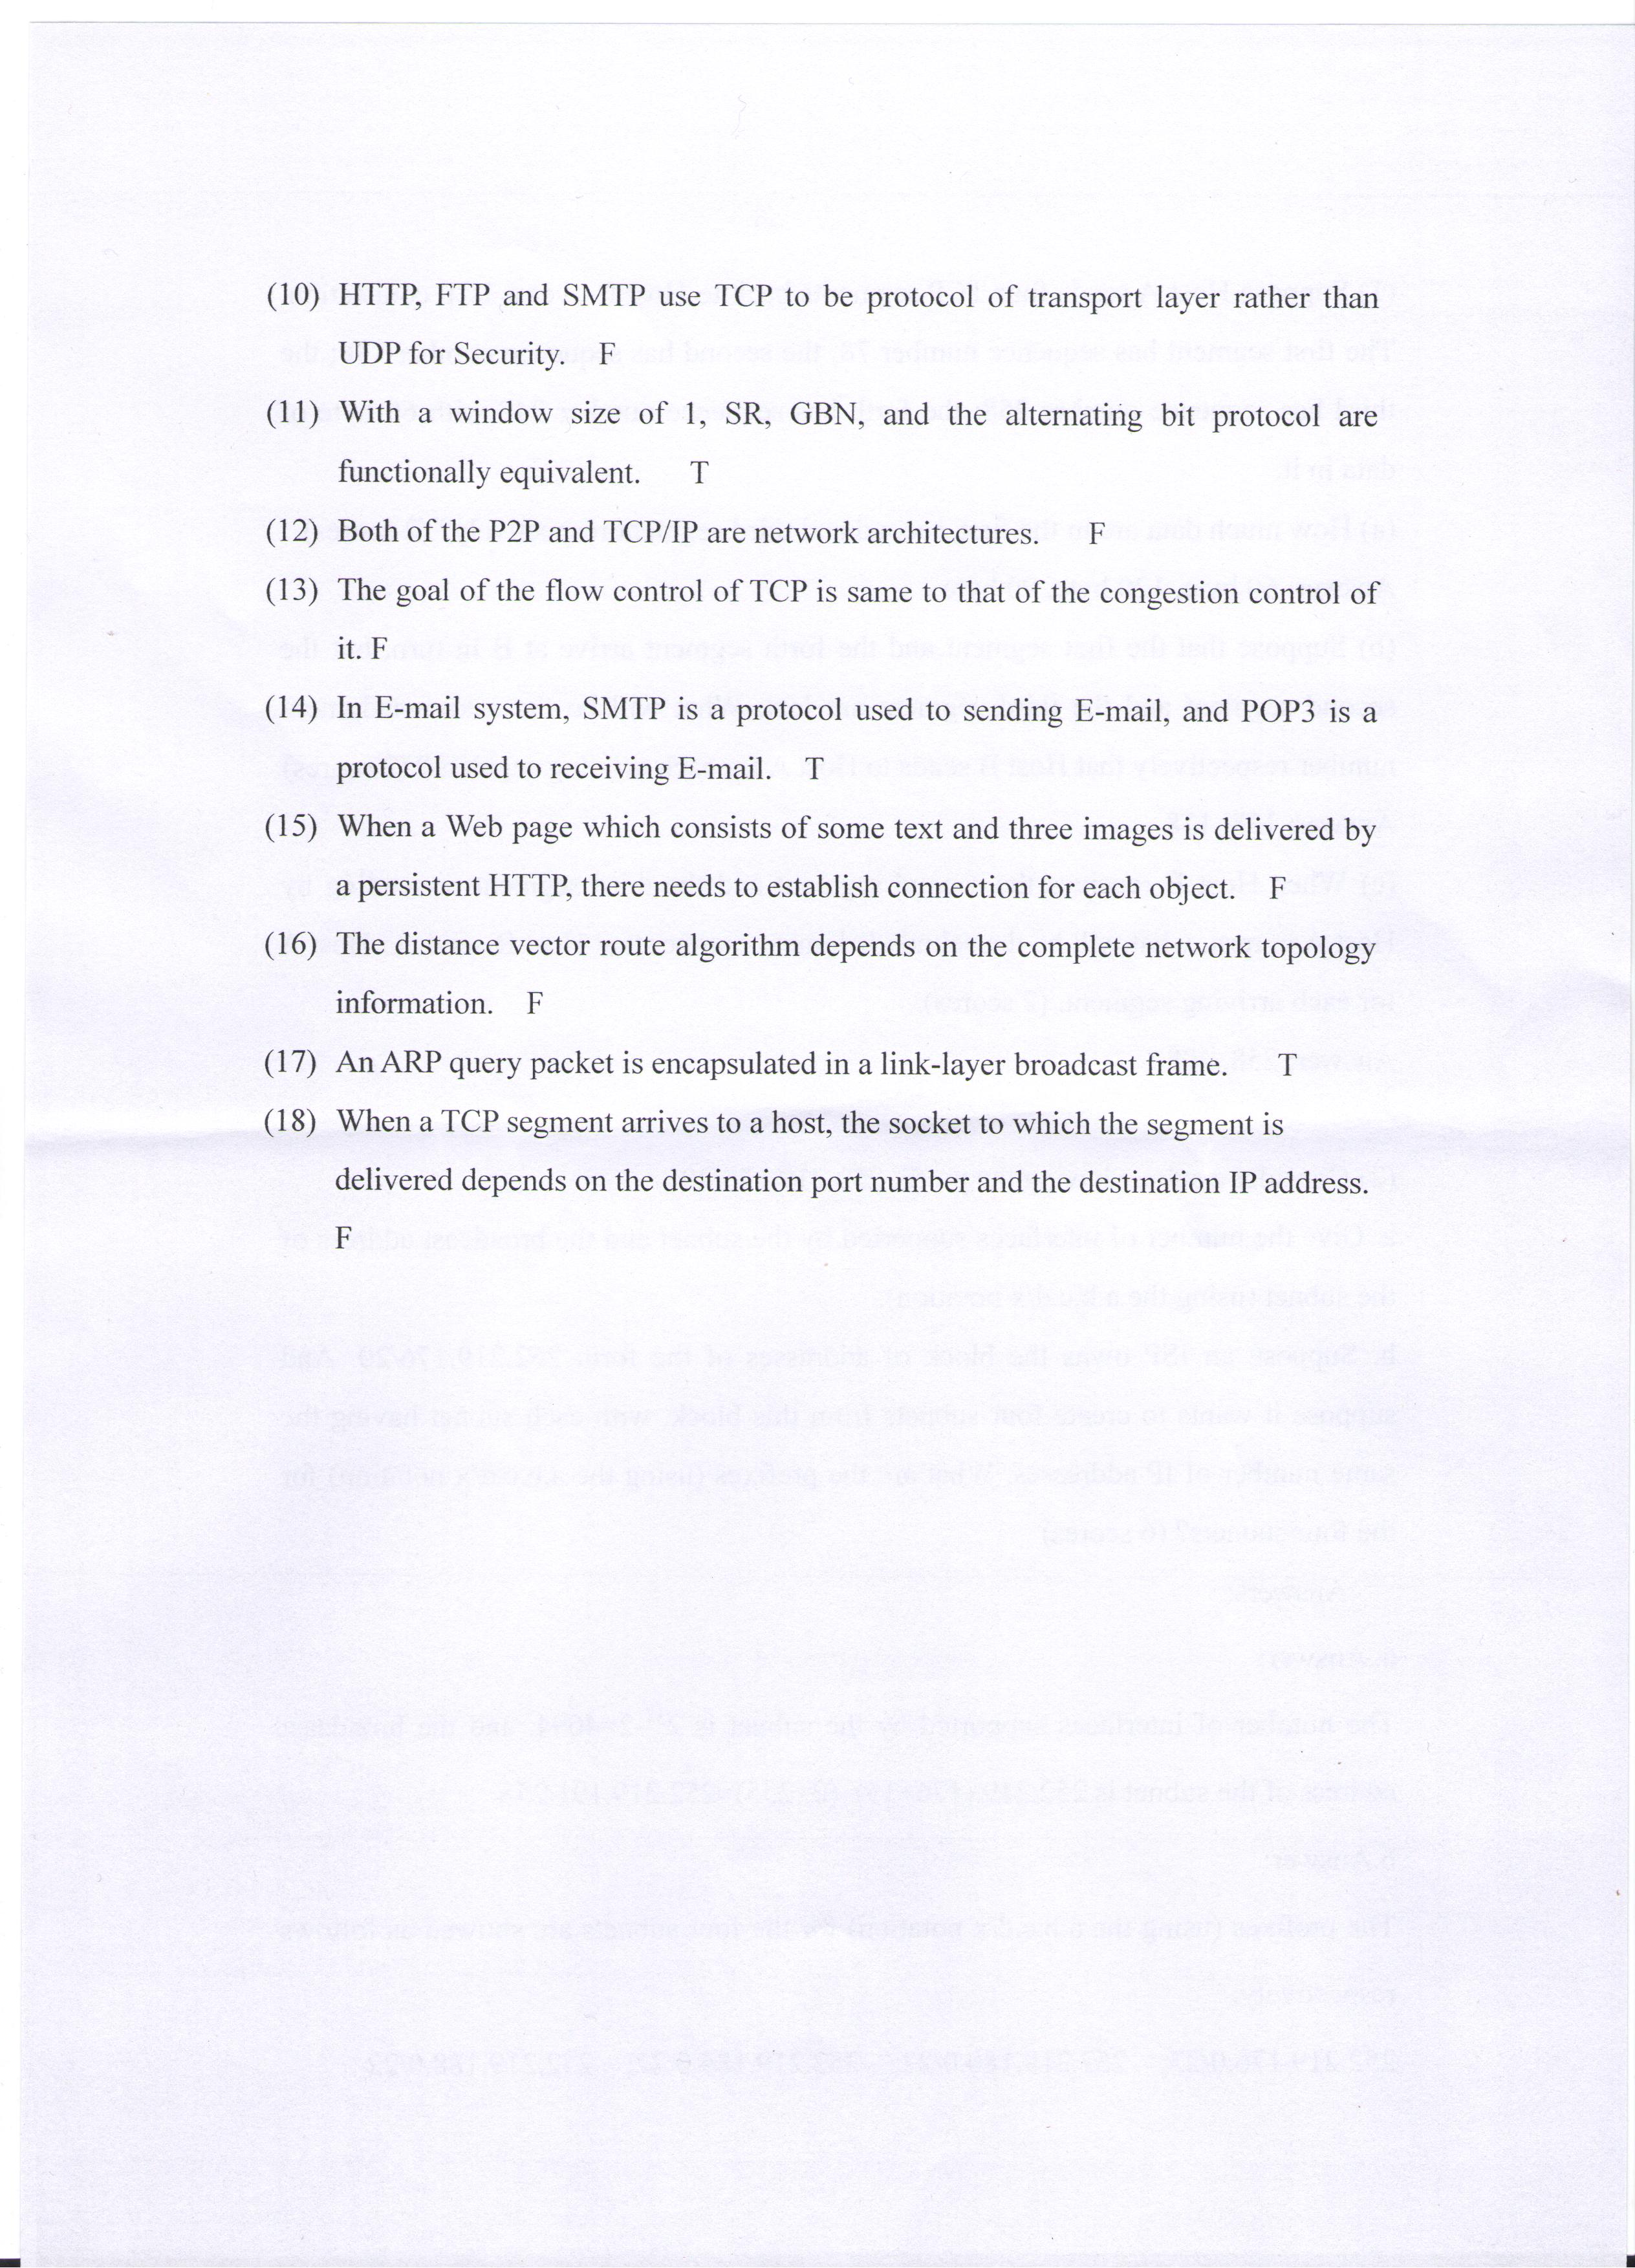 (10) HTTP, FTP and SMTP use TCP to be protocol of transport layer rather than
UDP for Security. F
(11) With a window size of 1, SR, GBN, and the alternating bit protocol are
functionally equivalent. T
(12) Both of the P2P and TCP/IP are network architectures. F
(13) The goal of the flow control of TCP is same to that of the congestion control of
it. F
(14) In E-mail system, SMTP is a protocol used to sending E-mail, and POP3 is a
protocol used to receiving E-mail. T
(15) When a Web page which consists of some text and three images is delivered by
a persistent HTTP, there needs to establish connection for each object. F
(16) The distance vector route algorithm depends on the complete network topology
information. F
(17) An ARP query packet is encapsulated in a link-layer broadcast frame. T
(18) When a TCP segment arrives to a host, the socket to which the segment is
delivered depends on the destination port number and the destination IP address.
F